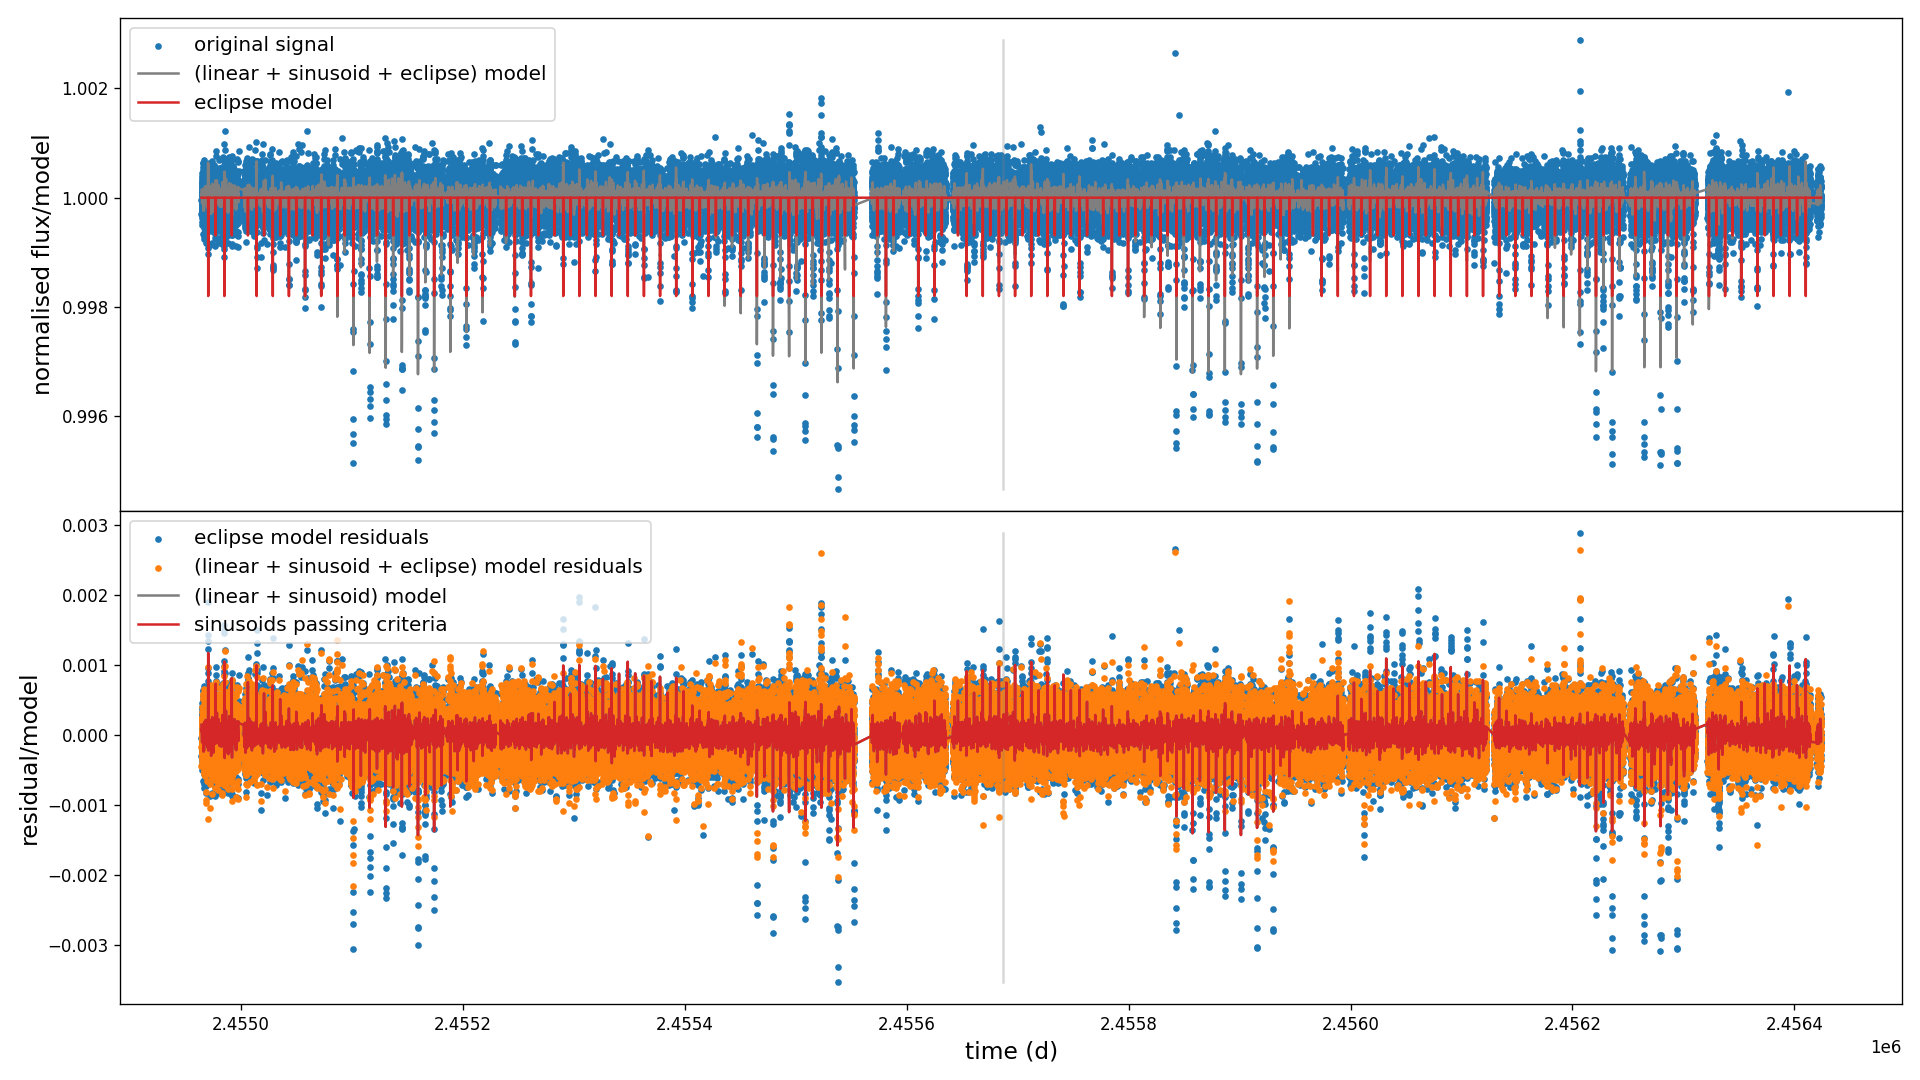 original signal
(linear + sinusoid + eclipse) model
eclipse model
1.002
1.000
0.998
0.996
normalised flux/model
eclipse model residuals
(linear + sinusoid + eclipse) model residuals
(linear + sinusoid) model
sinusoids passing criteria
0.003
0.002
0.001
0.000
−0.001
−0.002
−0.003
residual/model
2.4550 2.4552 2.4554 2.4556 2.4558 2.4560 2.4562 2.4564
time (d)
1e6